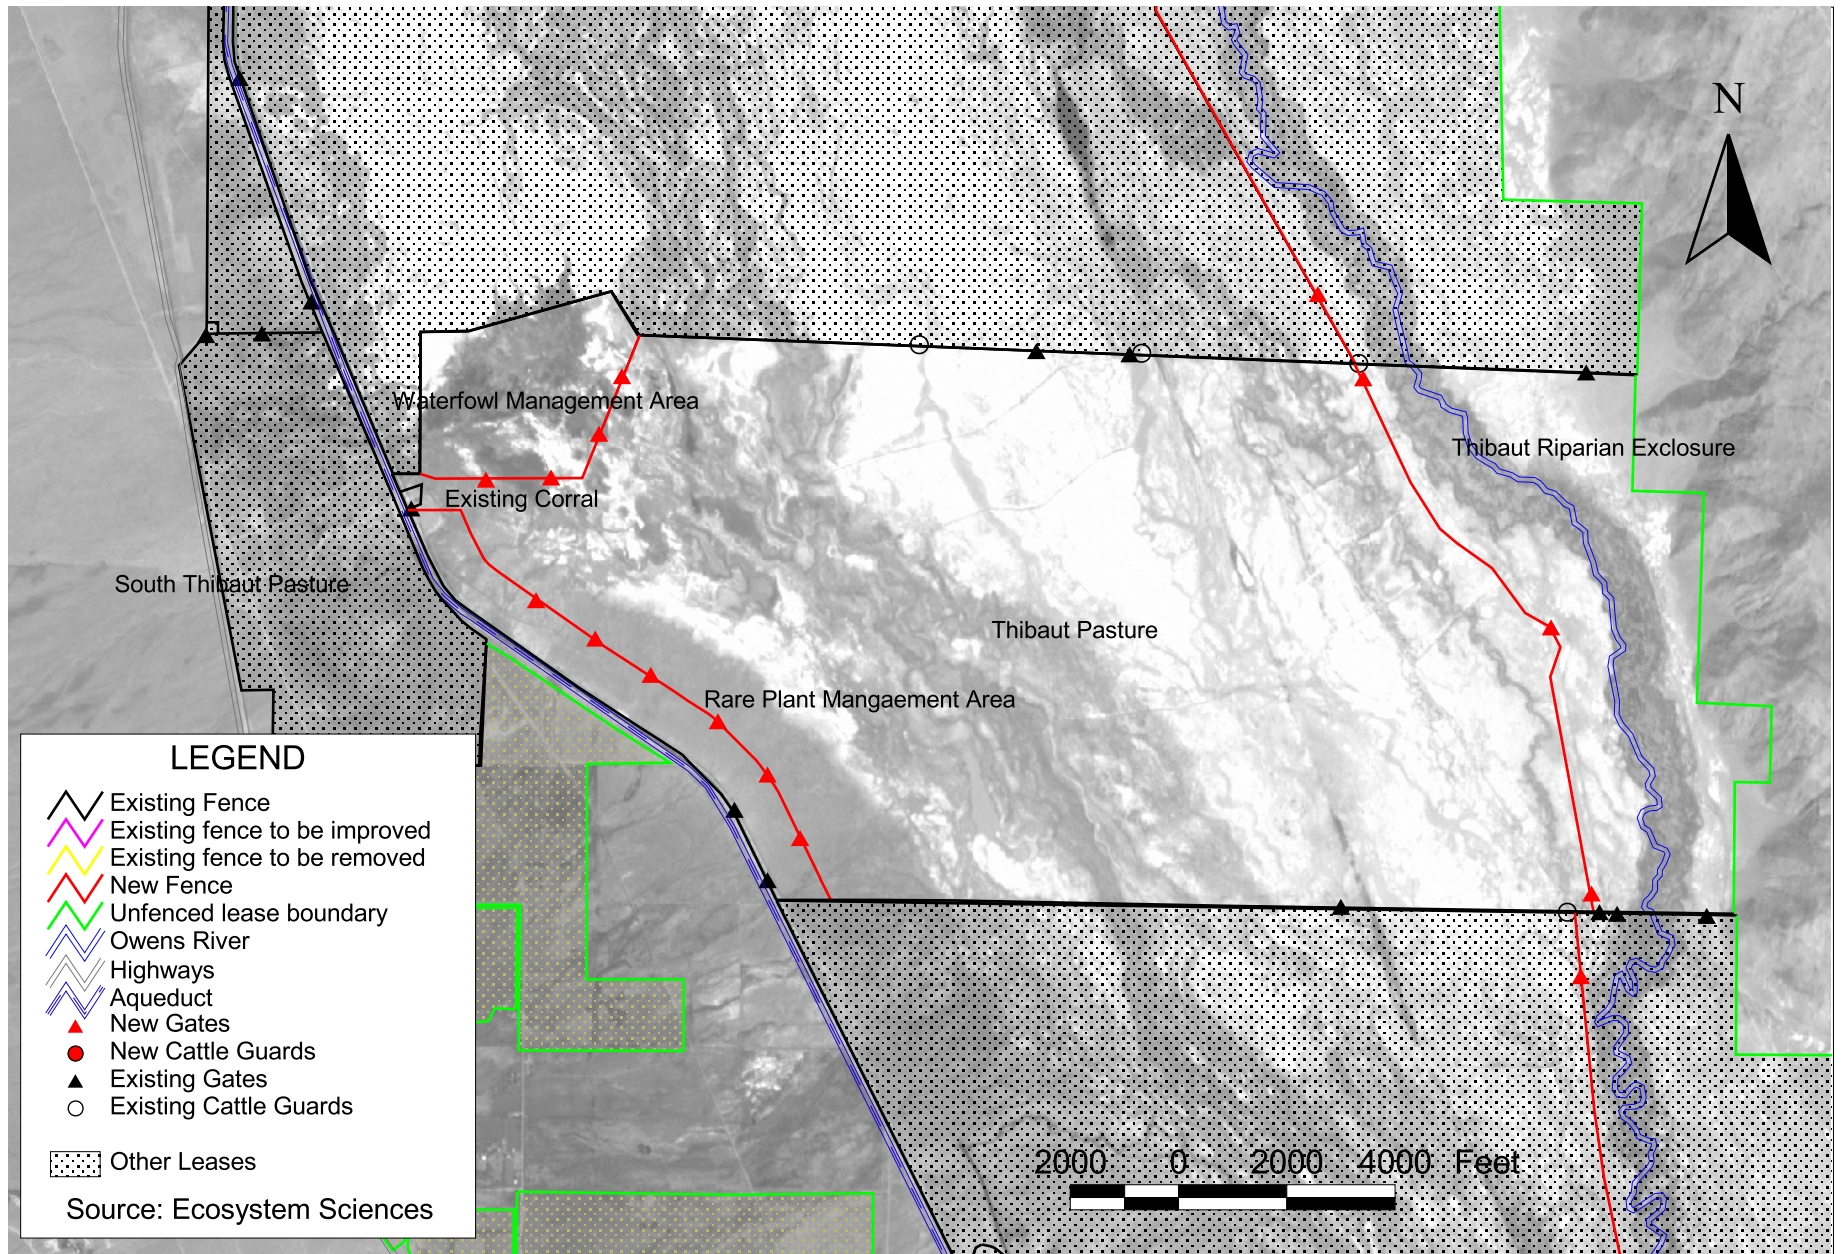 N
Waterfowl Management Area
Thibaut Riparian Exclosure
Existing Corral
South Thibaut Pasture
Thibaut Pasture
Rare Plant Mangaement Area
LEGEND
Existing Fence
Existing fence to be improved
Existing fence to be removed
New Fence
Unfenced lease boundary
Owens River
Highways
Aqueduct
New Gates
New Cattle Guards
Existing Gates
Existing Cattle Guards
Other Leases
Source: Ecosystem Sciences
2000 0 2000 4000 Feet